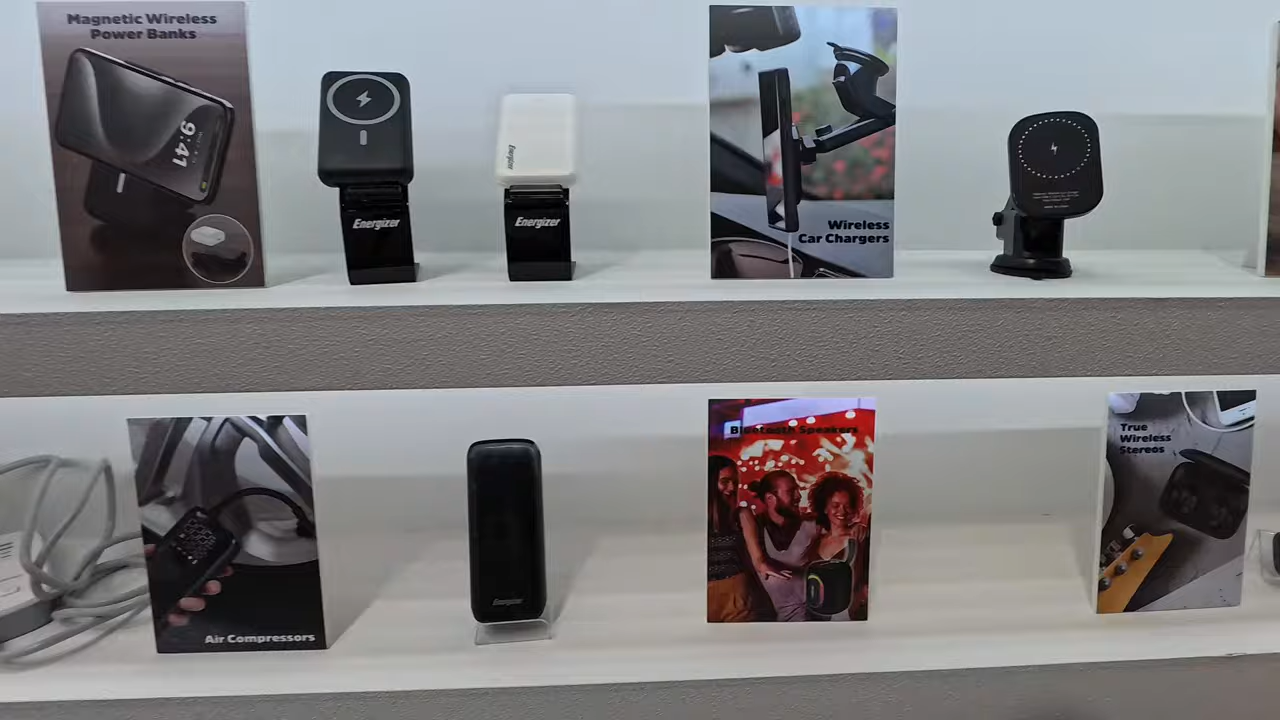 Magnetic Wireless
Power Banks
9:41
Energizer
Energizer
Energizer
Wireless
Car Chargers
Air Compressors
Energizer
Bluetooth Speakers
True
Wireless
Stereos